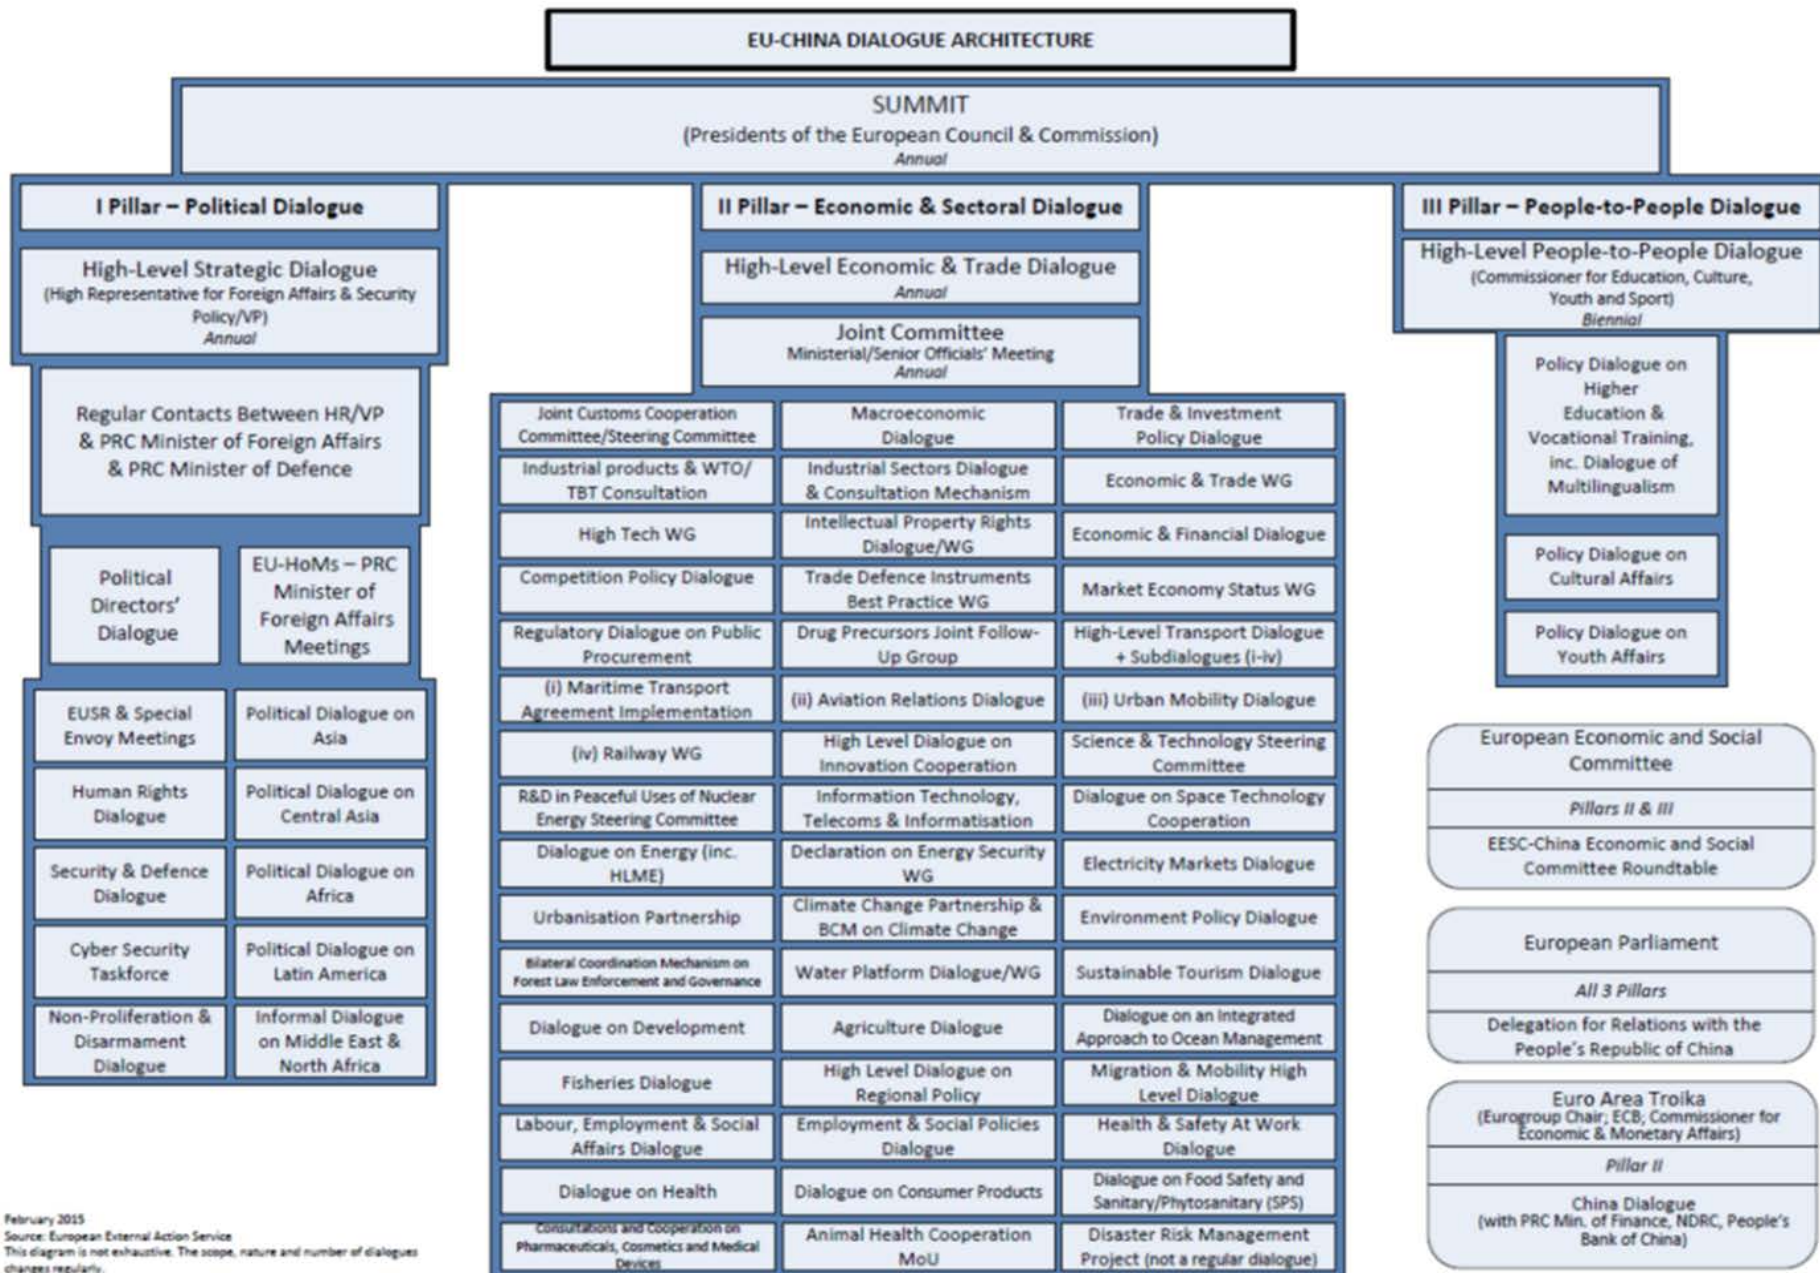 EU-CHINA DIALOGUE ARCHITECTURE
SUMMIT
(Presidents of the European Council & Commission)
Annual
I Pillar – Political Dialogue
High-Level Strategic Dialogue
(High Representative for Foreign Affairs & Security
Policy/VP)
Annual
Regular Contacts Between HR/VP
& PRC Minister of Foreign Affairs
& PRC Minister of Defence
Political
Directors'
Dialogue
EU-HoMs – PRC
Minister of
Foreign Affairs
Meetings
EUSR & Special
Envoy Meetings
Political Dialogue on
Asia
Human Rights
Dialogue
Political Dialogue on
Central Asia
Security & Defence
Dialogue
Political Dialogue on
Africa
Cyber Security
Taskforce
Political Dialogue on
Latin America
Non-Proliferation &
Disarmament
Dialogue
Informal Dialogue
on Middle East &
North Africa
II Pillar – Economic & Sectoral Dialogue
High-Level Economic & Trade Dialogue
Annual
Joint Committee
Ministerial/Senior Officials' Meeting
Annual
Joint Customs Cooperation
Committee/Steering Committee
Macroeconomic
Dialogue
Trade & Investment
Policy Dialogue
Industrial products & WTO/
TBT Consultation
Industrial Sectors Dialogue
& Consultation Mechanism
Economic & Trade WG
High Tech WG
Intellectual Property Rights
Dialogue/WG
Economic & Financial Dialogue
Competition Policy Dialogue
Trade Defence Instruments
Best Practice WG
Market Economy Status WG
Regulatory Dialogue on Public
Procurement
Drug Precursors Joint Follow-
Up Group
High-Level Transport Dialogue
+ Subdialogues (i-iv)
(i) Maritime Transport
Agreement Implementation
(ii) Aviation Relations Dialogue
(iii) Urban Mobility Dialogue
(iv) Railway WG
High Level Dialogue on
Innovation Cooperation
Science & Technology Steering
Committee
R&D in Peaceful Uses of Nuclear
Energy Steering Committee
Information Technology,
Telecoms & Informatisation
Dialogue on Space Technology
Cooperation
Dialogue on Energy (inc.
HLME)
Declaration on Energy Security
WG
Electricity Markets Dialogue
Urbanisation Partnership
Climate Change Partnership &
BCM on Climate Change
Environment Policy Dialogue
Bilateral Coordination Mechanism on
Forest Law Enforcement and Governance
Water Platform Dialogue/WG
Sustainable Tourism Dialogue
Dialogue on Development
Agriculture Dialogue
Dialogue on an Integrated
Approach to Ocean Management
Fisheries Dialogue
High Level Dialogue on
Regional Policy
Migration & Mobility High
Level Dialogue
Labour, Employment & Social
Affairs Dialogue
Employment & Social Policies
Dialogue
Health & Safety At Work
Dialogue
Dialogue on Health
Dialogue on Consumer Products
Dialogue on Food Safety and
Sanitary/Phytosanitary (SPS)
Consultations and Cooperation on
Pharmaceuticals, Cosmetics and Medical
Devices
Animal Health Cooperation
MoU
Disaster Risk Management
Project (not a regular dialogue)
III Pillar – People-to-People Dialogue
High-Level People-to-People Dialogue
(Commissioner for Education, Culture,
Youth and Sport)
Biennial
Policy Dialogue on
Higher
Education &
Vocational Training,
inc. Dialogue of
Multilingualism
Policy Dialogue on
Cultural Affairs
Policy Dialogue on
Youth Affairs
European Economic and Social
Committee
Pillars II & III
EESC-China Economic and Social
Committee Roundtable
European Parliament
All 3 Pillars
Delegation for Relations with the
People's Republic of China
Euro Area Troika
(Eurogroup Chair; ECB; Commissioner for
Economic & Monetary Affairs)
Pillar II
China Dialogue
(with PRC Min. of Finance, NDRC, People's
Bank of China)
February 2015
Source: European External Action Service
This diagram is not exhaustive. The scope, nature and number of dialogues
changes regularly.